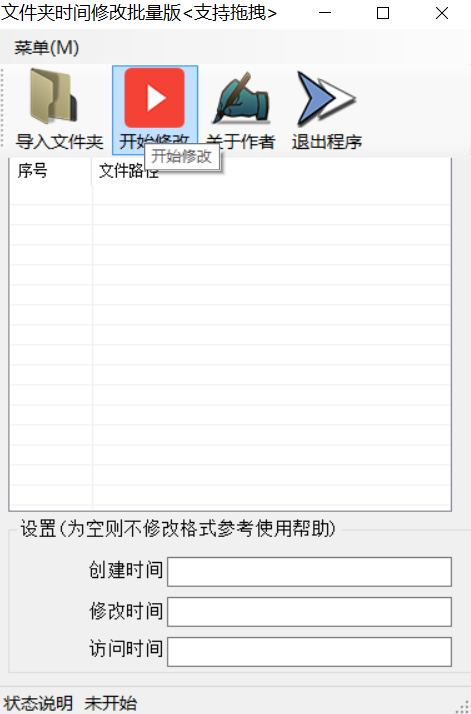 文件夹时间修改批量版<支持拖拽>
菜单(M)
导入文件夹 开始修改 关于作者 退出程序
开始修改
序号 文件路径
设置(为空则不修改格式参考使用帮助)
创建时间
修改时间
访问时间
状态说明 未开始